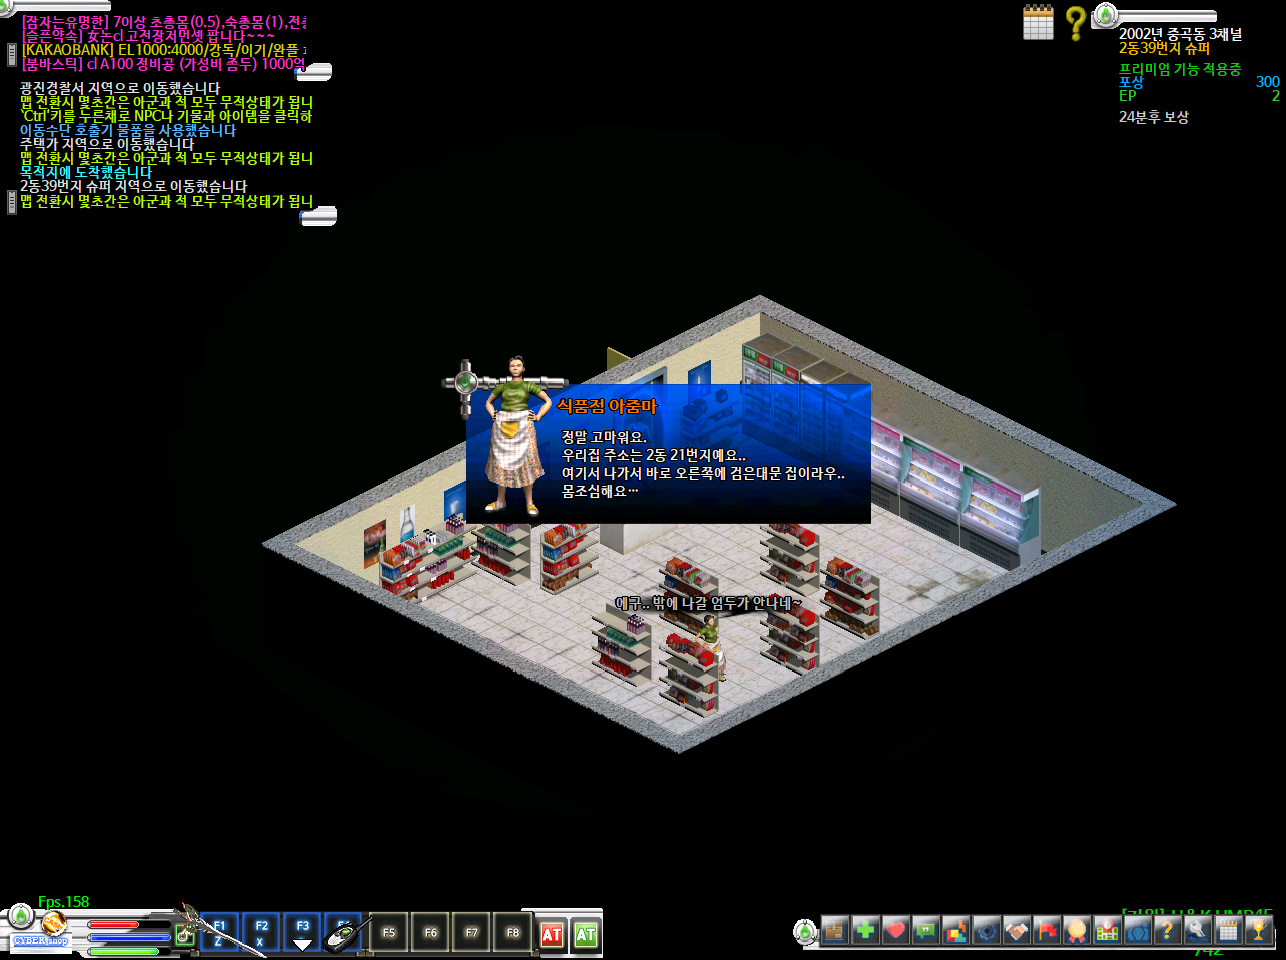 [잠자는유명한] 7이상 초총몸(0.5),숙총몸(1),전
[슬픈약속] 호는cl 고전장저번셋 팝니다~~~
[KAKAOBANK] EL1000:4000/강독/이기/완플
[붐바스틱] cl A100 정비공 (가성비 좀두) 1000억
광진경찰서 지역으로 이동했습니다
맵 전환시 몇초간은 아군과 적 모두 무적상태가 됩니
'Ctrl'키를 누른채로 NPC나 기물과 아이템을 클릭하
이동수단 호출기 물품을 사용했습니다
주택가 지역으로 이동했습니다
맵 전환시 몇초간은 아군과 적 모두 무적상태가 됩니
목적지에 도착했습니다
2동39번지 슈퍼 지역으로 이동했습니다
맵 전환시 몇초간은 아군과 적 모두 무적상태가 됩니
2002년 중곡동 3채널
2동39번지 슈퍼
프리미엄 기능 적용중
포상 300
EP 2
24분후 보상
식품점 아줌마
정말 고마워요.
우리집 주소는 2동 21번지예요..
여기서 나가서 바로 오른쪽에 검은대문 집이라우..
몸조심해요…
에구.. 밖에 나갈 엄두가 안나네~
Fps.158
CYBER shop
F1 F2 F3 F5 F6 F7 F8
Z X
AT AT
742